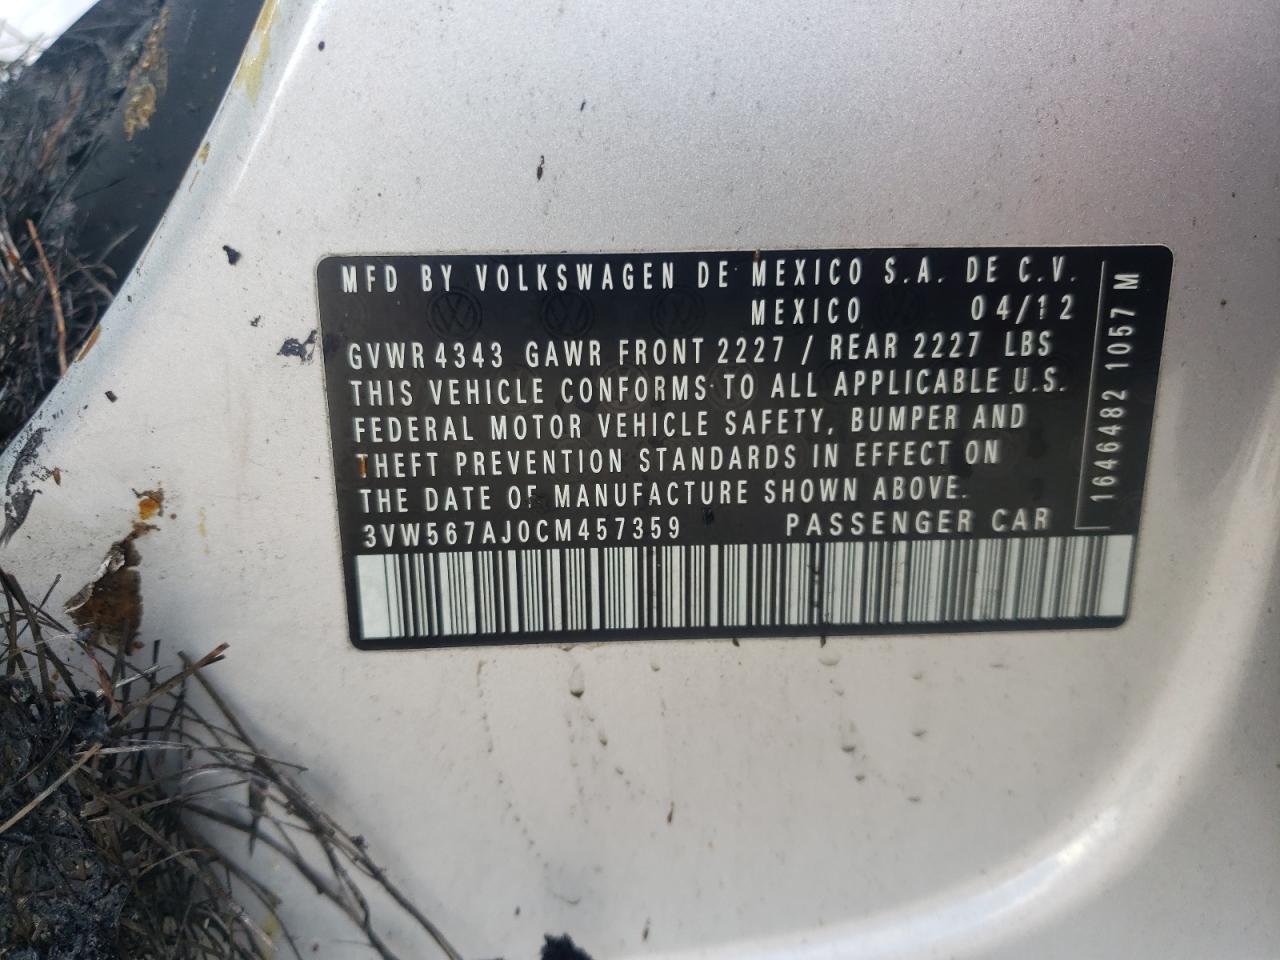 MFD BY VOLKSWAGEN DE MEXICO S.A. DE C.V.
MEXICO 04/12
GVWR 4343 GAWR FRONT 2227 / REAR 2227 LBS
THIS VEHICLE CONFORMS TO ALL APPLICABLE U.S.
FEDERAL MOTOR VEHICLE SAFETY, BUMPER AND
THEFT PREVENTION STANDARDS IN EFFECT ON
THE DATE OF MANUFACTURE SHOWN ABOVE.
3VW567AJ0CM457359 PASSENGER CAR
1646482 1057 M